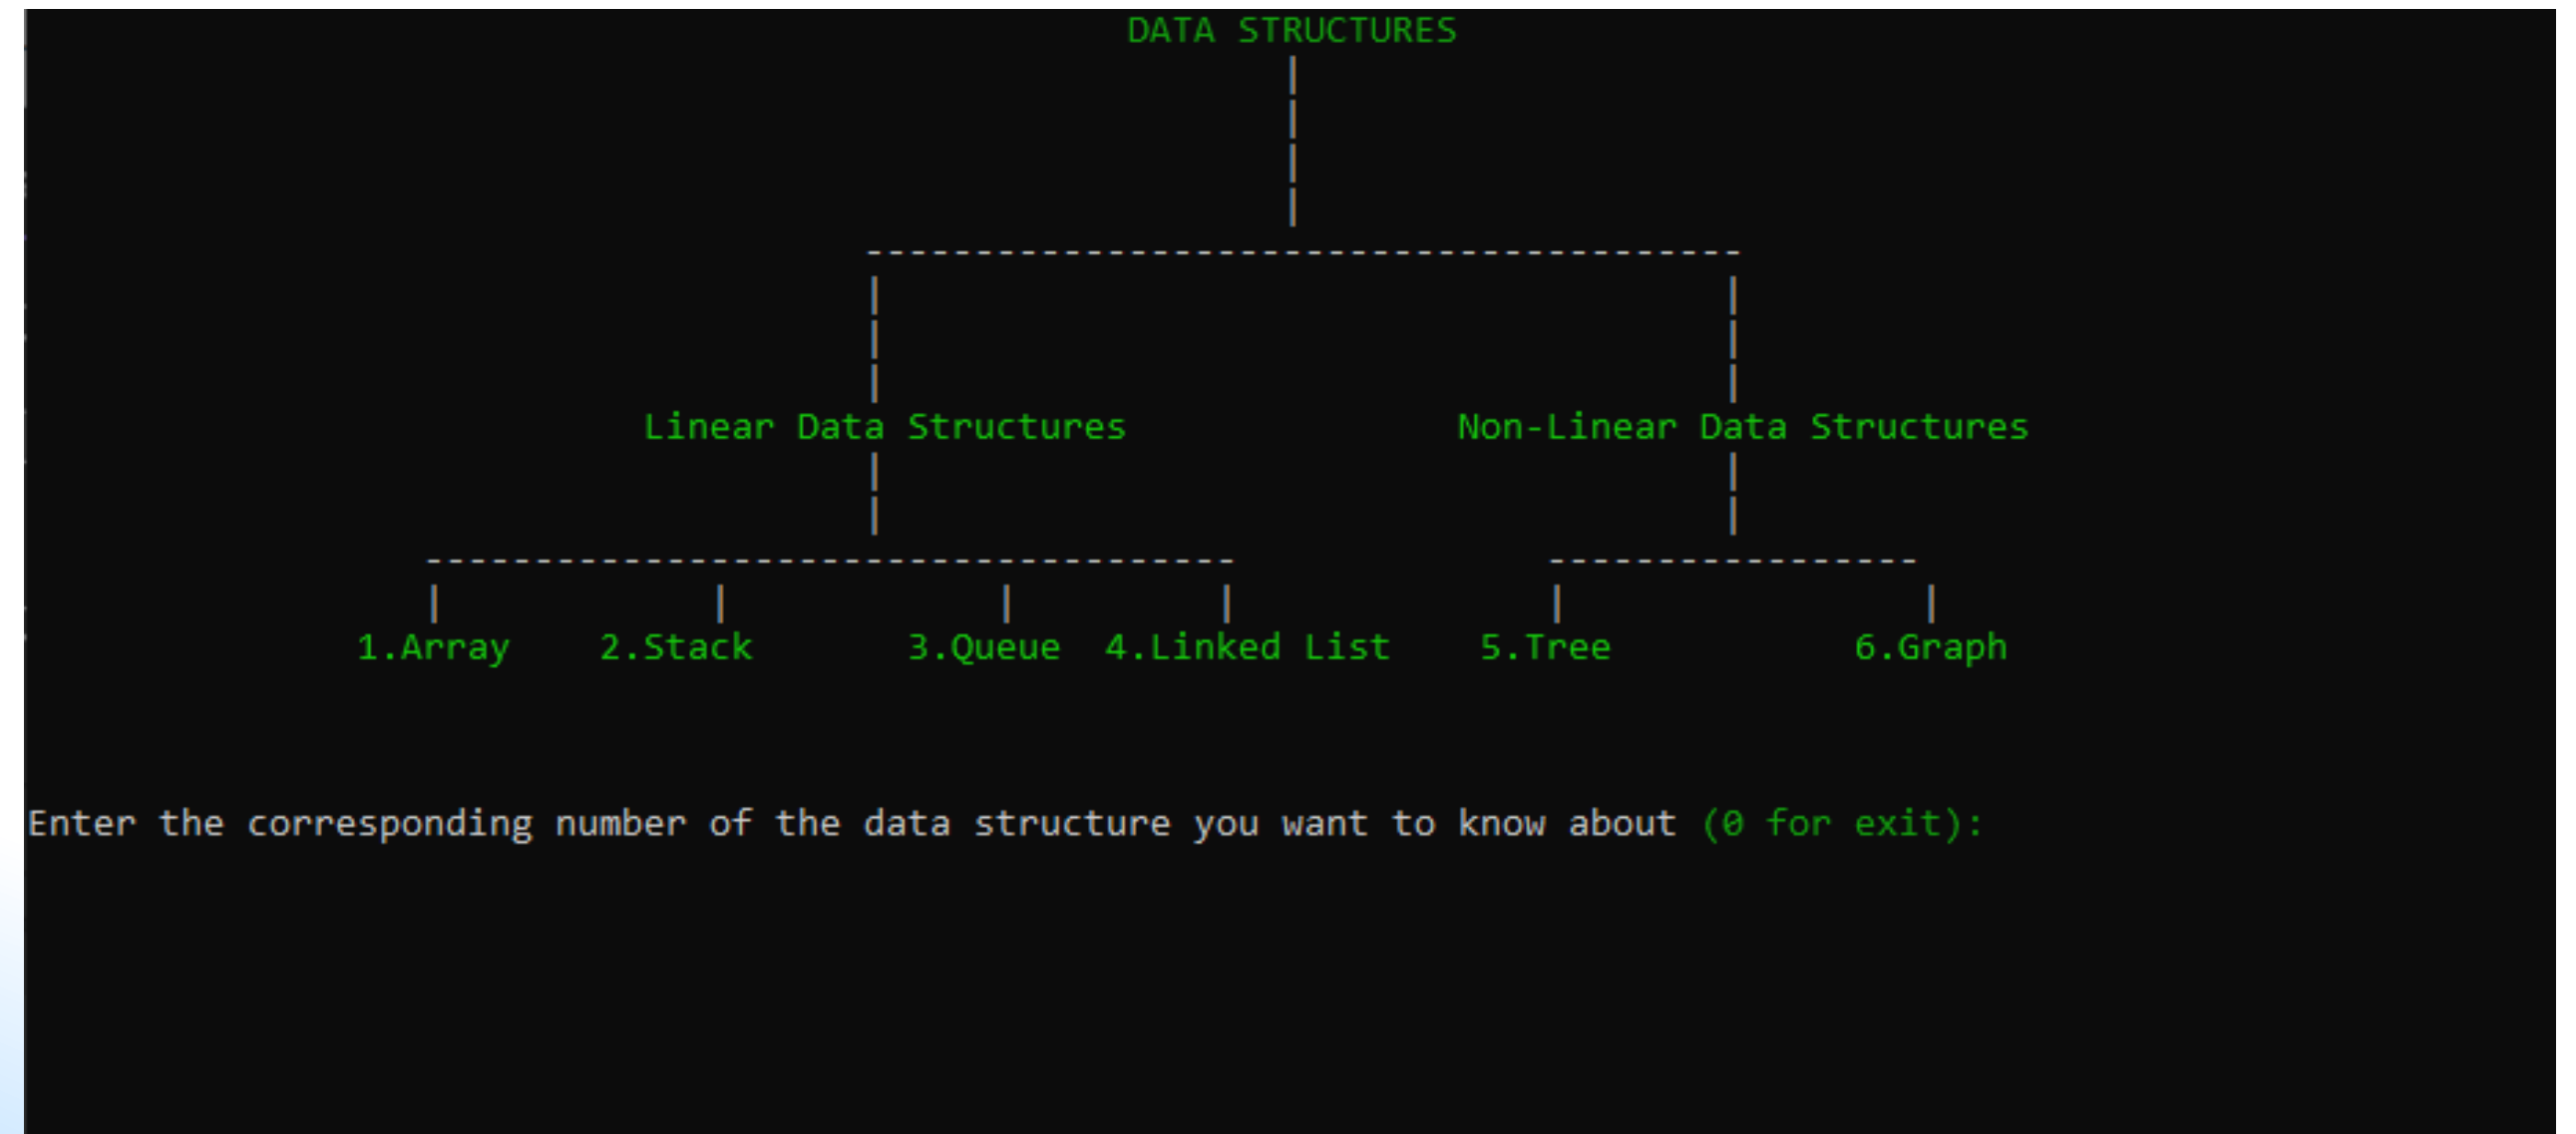 DATA STRUCTURES
Linear Data Structures Non-Linear Data Structures
1.Array 2.Stack 3.Queue 4.Linked List 5.Tree 6.Graph
Enter the corresponding number of the data structure you want to know about (0 for exit):